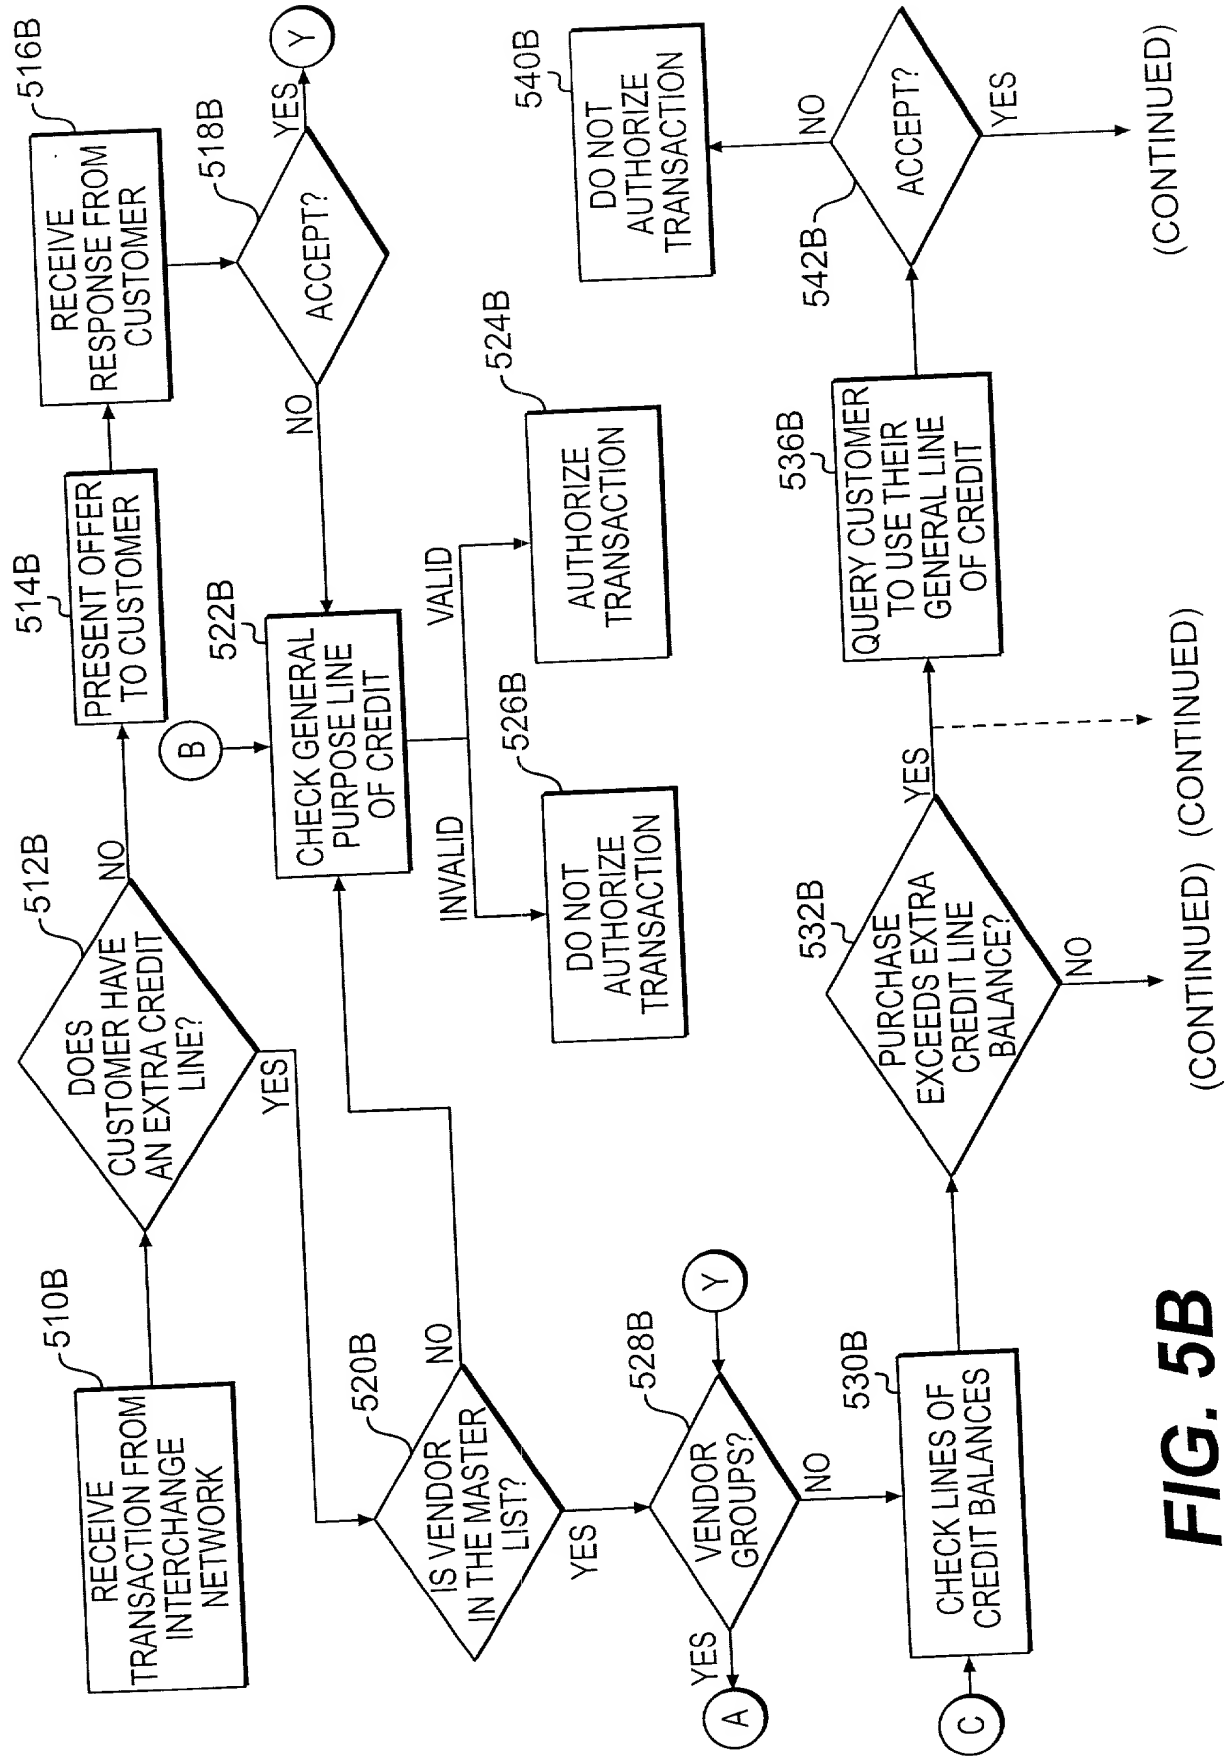 510B
RECEIVE
TRANSACTION FROM
INTERCHANGE
NETWORK
512B
DOES
CUSTOMER HAVE
AN EXTRA CREDIT
LINE?
NO
YES
514B
PRESENT OFFER
TO CUSTOMER
516B
RECEIVE
RESPONSE FROM
CUSTOMER
518B
ACCEPT?
YES
Y
NO
520B
IS VENDOR
IN THE MASTER
LIST?
NO
YES
B
522B
CHECK GENERAL
PURPOSE LINE
OF CREDIT
INVALID
VALID
526B
DO NOT
AUTHORIZE
TRANSACTION
524B
AUTHORIZE
TRANSACTION
528B
VENDOR
GROUPS?
Y
YES
A
NO
530B
CHECK LINES OF
CREDIT BALANCES
C
532B
PURCHASE
EXCEEDS EXTRA
CREDIT LINE
BALANCE?
YES
NO
536B
QUERY CUSTOMER
TO USE THEIR
GENERAL LINE
OF CREDIT
540B
DO NOT
AUTHORIZE
TRANSACTION
542B
ACCEPT?
NO
YES
(CONTINUED)
(CONTINUED)
(CONTINUED)
FIG. 5B